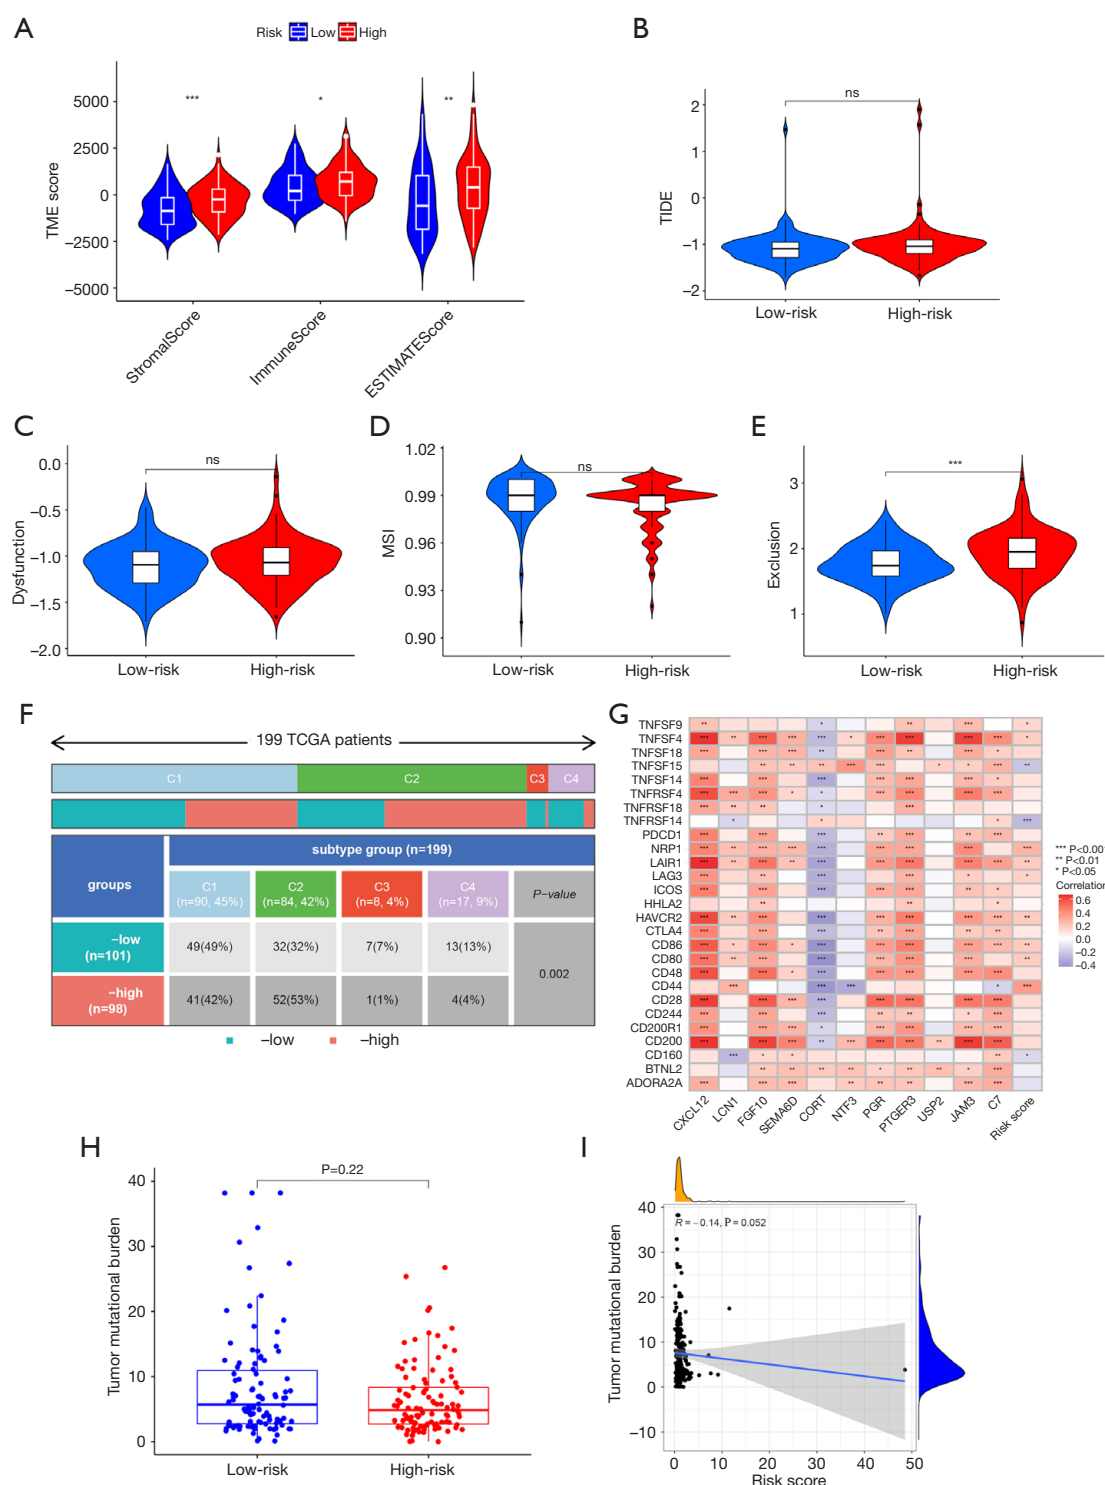 A
Risk Low High
TME score
5000
2500
0
−2500
−5000
*** * **
StromalScore
ImmuneScore
ESTIMATEScore
B
TIDE
2
1
0
−1
−2
ns
Low-risk High-risk
C
Dysfunction
0.0
−0.5
−1.0
−1.5
−2.0
ns
Low-risk High-risk
D
MSI
1.02
0.99
0.96
0.93
0.90
ns
Low-risk High-risk
E
Exclusion
3
2
1
***
Low-risk High-risk
F
199 TCGA patients
C1 C2 C3 C4
groups
subtype group (n=199)
C1 C2 C3 C4
(n=90, 45%) (n=84, 42%) (n=8, 4%) (n=17, 9%)
P-value
−low
(n=101)
49(49%) 32(32%) 7(7%) 13(13%)
0.002
−high
(n=98)
41(42%) 52(53%) 1(1%) 4(4%)
−low −high
G
TNFSF9
TNFSF4
TNFSF18
TNFSF15
TNFSF14
TNFRSF4
TNFRSF18
TNFRSF14
PDCD1
NRP1
LAIR1
LAG3
ICOS
HHLA2
HAVCR2
CTLA4
CD86
CD80
CD48
CD44
CD28
CD244
CD200R1
CD200
CD160
BTNL2
ADORA2A
CXCL12
LCN1
FGF10
SEMA6D
CORT
NTF3
PGR
PTGER3
USP2
JAM3
C7
Risk score
*** P<0.001
** P<0.01
* P<0.05
Correlation
0.6
0.4
0.2
0.0
−0.2
−0.4
H
Tumor mutational burden
40
30
20
10
0
P=0.22
Low-risk High-risk
I
Tumor mutational burden
40
30
20
10
0
−10
R = −0.14, P = 0.052
0 10 20 30 40 50
Risk score